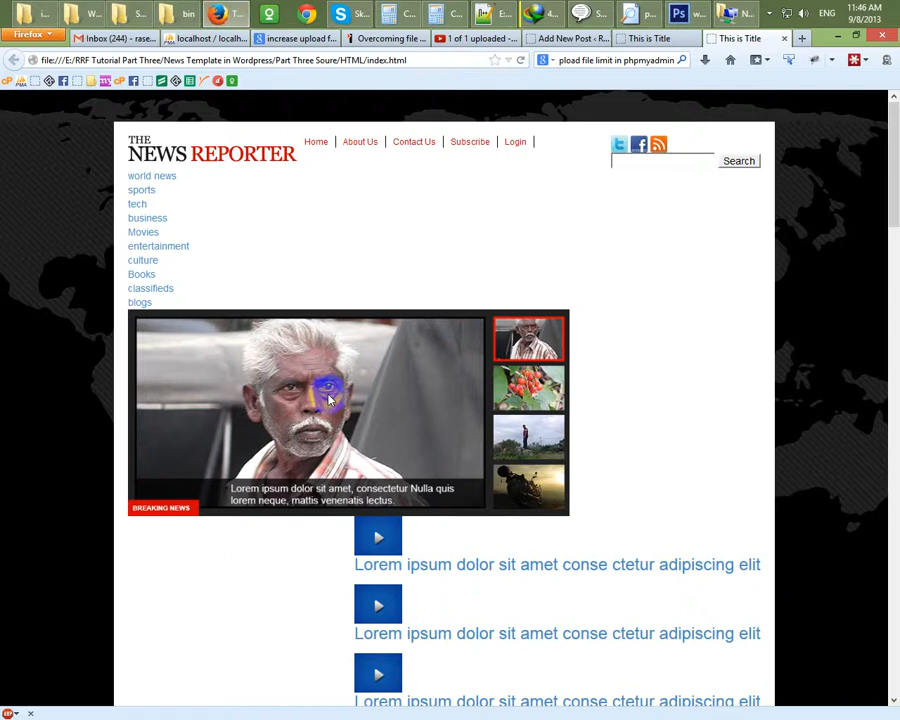 i...
W...
S...
bin
T...
Sk...
C...
C...
E...
4...
S...
p...
w...
N...
ENG
11:46 AM
9/8/2013
Firefox
Inbox (244) - rase...
localhost / localh...
increase upload f...
Overcoming file ...
1 of 1 uploaded -...
Add New Post ‹ R...
This is Title
This is Title
file:///E:/RRF Tutorial Part Three/News Template in Wordpress/Part Three Soure/HTML/index.html
pload file limit in phpmyadmin
THE
NEWS REPORTER
Home
About Us
Contact Us
Subscribe
Login
Search
world news
sports
tech
business
Movies
entertainment
culture
Books
classifieds
blogs
Lorem ipsum dolor sit amet, consectetur Nulla quis
lorem neque, mattis venenatis lectus.
BREAKING NEWS
Lorem ipsum dolor sit amet conse ctetur adipiscing elit
Lorem ipsum dolor sit amet conse ctetur adipiscing elit
Lorem ipsum dolor sit amet conse ctetur adipiscing elit